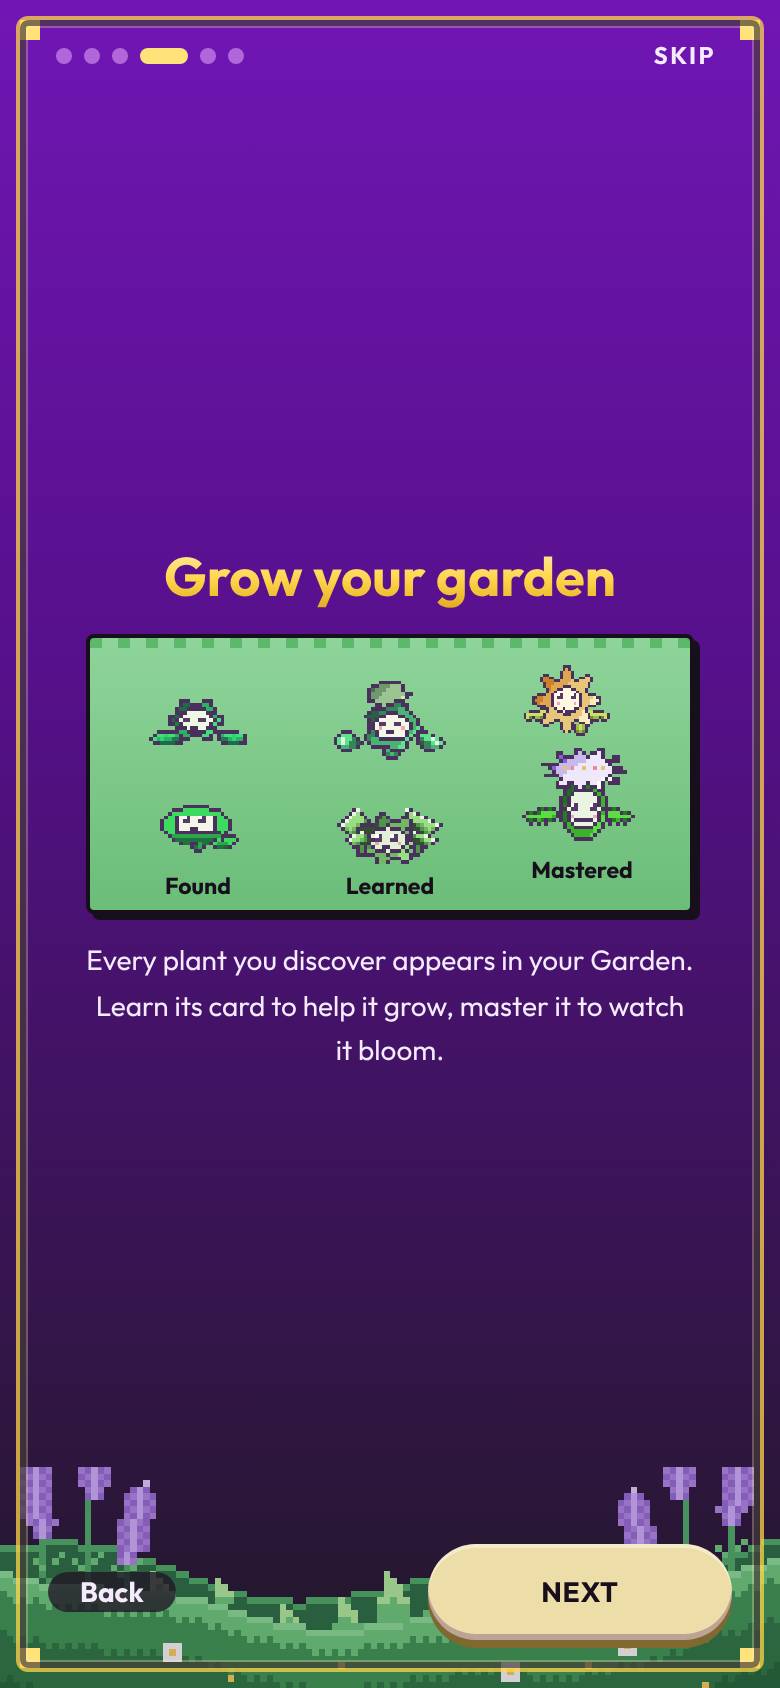 SKIP
Grow your garden
Found
Learned
Mastered
Every plant you discover appears in your Garden.
Learn its card to help it grow, master it to watch
it bloom.
Back
NEXT